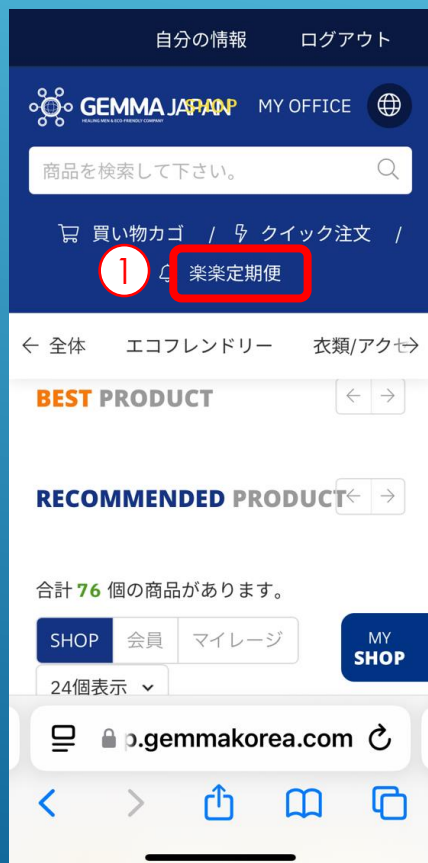 自分の情報 ログアウト
GEMMA JAPAN SHOP MY OFFICE
HEALING MEN & ECO-FRIENDLY COMPANY
商品を検索して下さい。
買い物カゴ / クイック注文 /
1 楽楽定期便
← 全体 エコフレンドリー 衣類/アクセ→
BEST PRODUCT ← →
RECOMMENDED PRODUCT ← →
合計 76 個の商品があります。
SHOP 会員 マイレージ
MY
SHOP
24個表示
p.gemmakorea.com